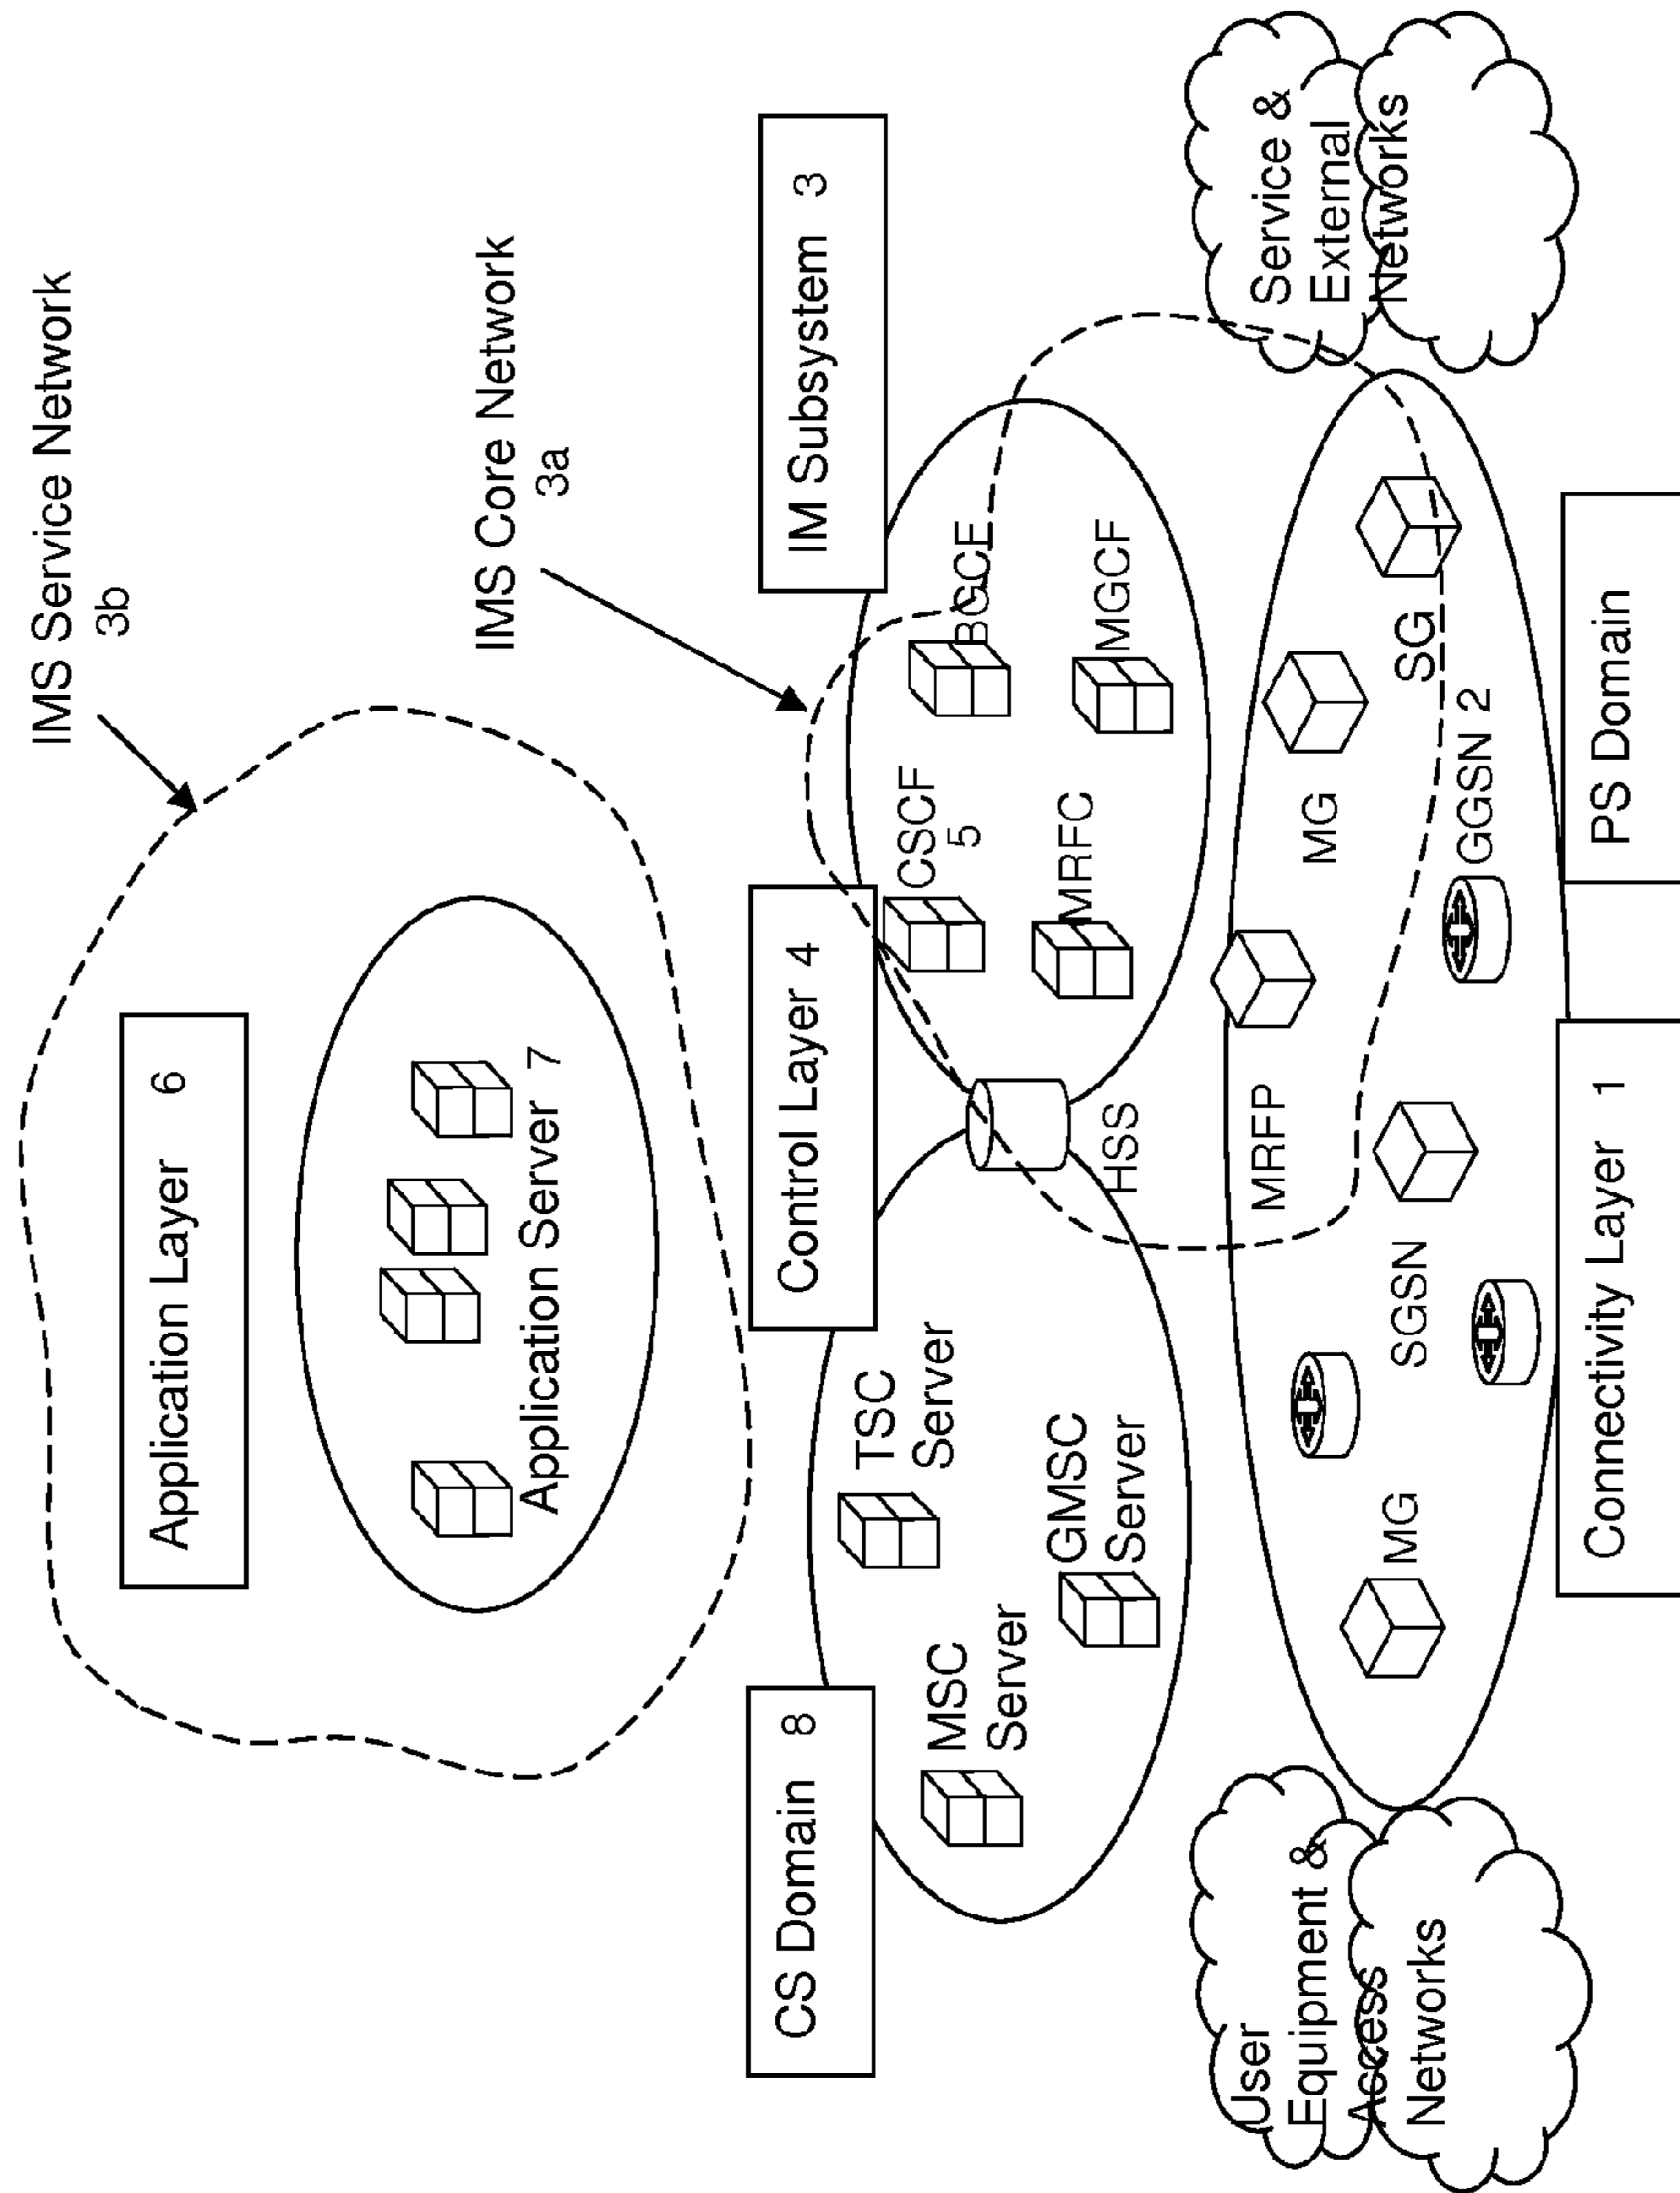 IMS Service Network
3b
Application Layer 6
Application Server 7
IMS Core Network
3a
CS Domain 8
Control Layer 4
IM Subsystem 3
TSC
Server
MSC
Server
GMSC
Server
HSS
CSCF
5
BGCF
MRFC
MGCF
User
Equipment &
Access
Networks
Service &
External
Networks
MRFP
MG
MG
SGSN
SG
GGSN 2
Connectivity Layer 1
PS Domain